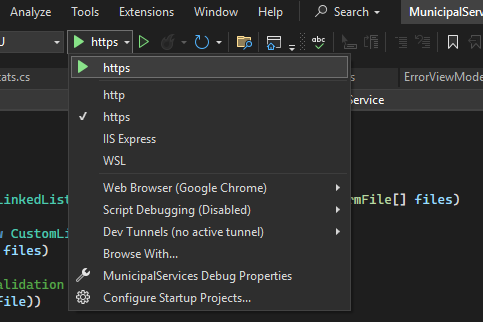 Analyze Tools Extensions Window Help Search MunicipalServ
U https
https
tats.cs ErrorViewMode
http
Service
https
IIS Express
WSL
Web Browser (Google Chrome)
LinkedList rmFile[] files)
Script Debugging (Disabled)
Dev Tunnels (no active tunnel)
w CustomLi
files)
Browse With...
MunicipalServices Debug Properties
alidation
Configure Startup Projects...
file))